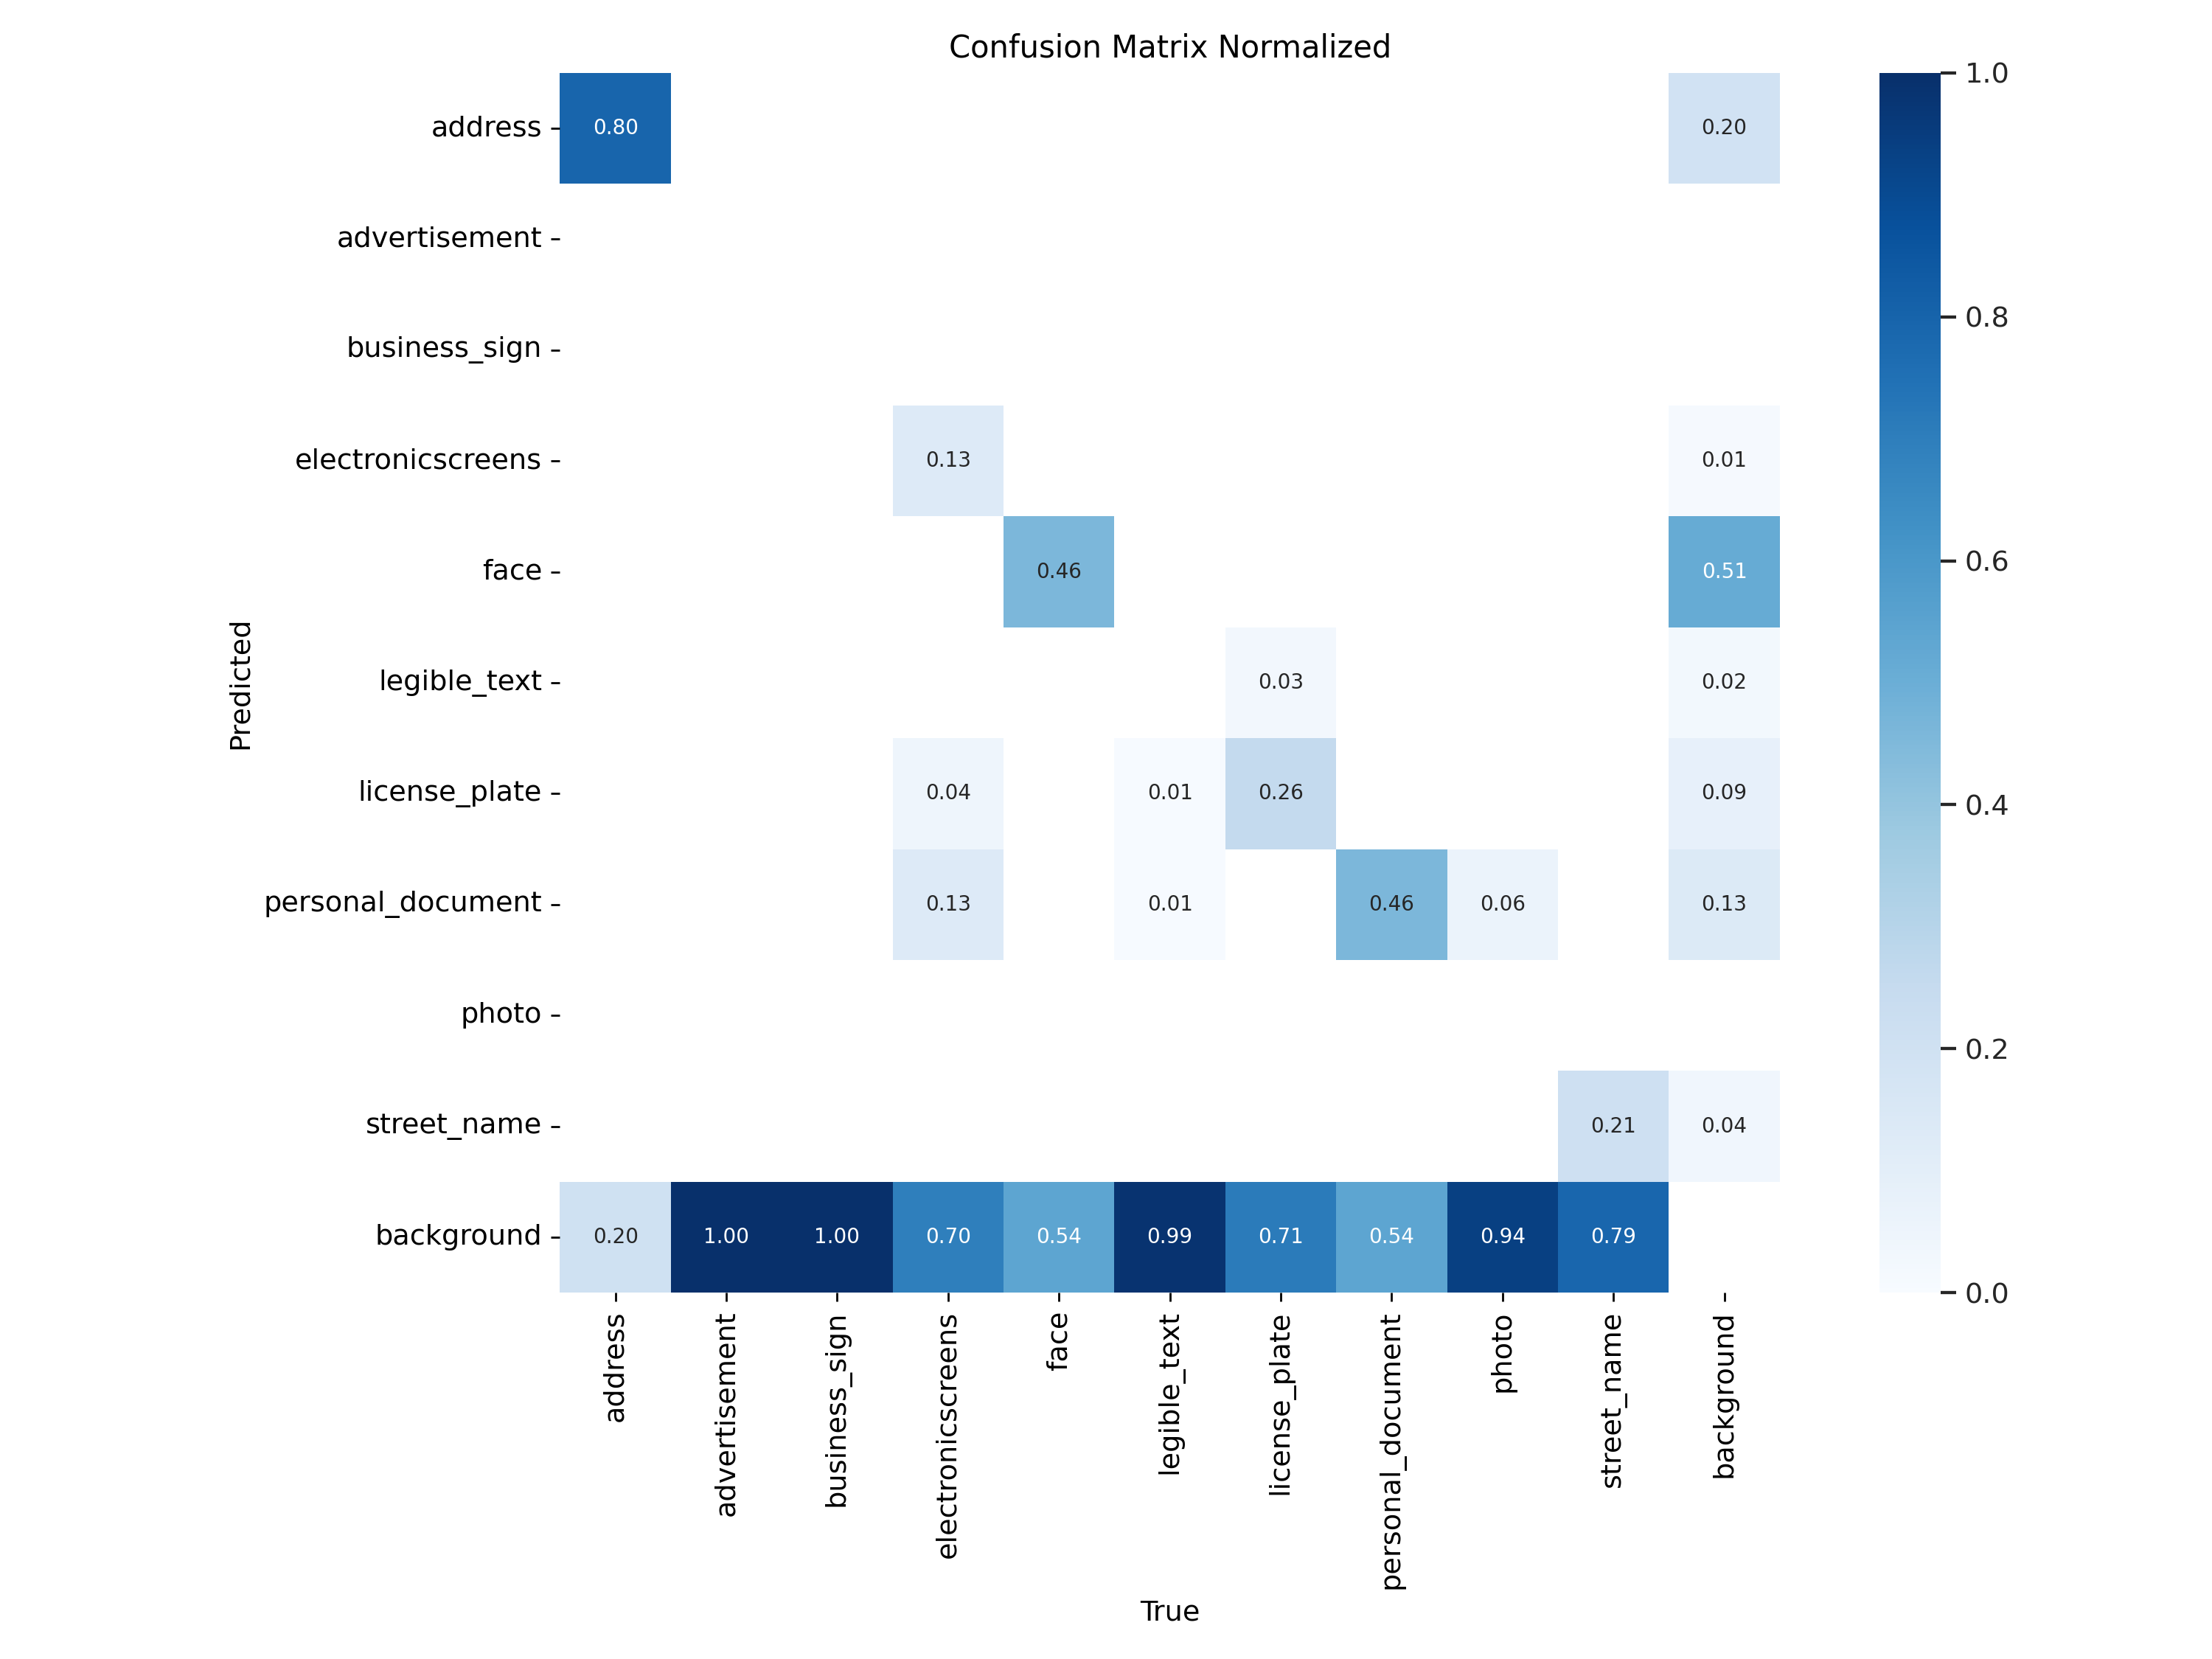 Confusion Matrix Normalized
address 0.80 0.20 1.0
advertisement
business_sign 0.8
electronicscreens 0.13 0.01
face 0.46 0.51 0.6
legible_text 0.03 0.02
license_plate 0.04 0.01 0.26 0.09 0.4
personal_document 0.13 0.01 0.46 0.06 0.13
photo
street_name 0.21 0.04 0.2
background 0.20 1.00 1.00 0.70 0.54 0.99 0.71 0.54 0.94 0.79 0.0
Predicted
address advertisement business_sign electronicscreens face legible_text license_plate personal_document photo street_name background
True